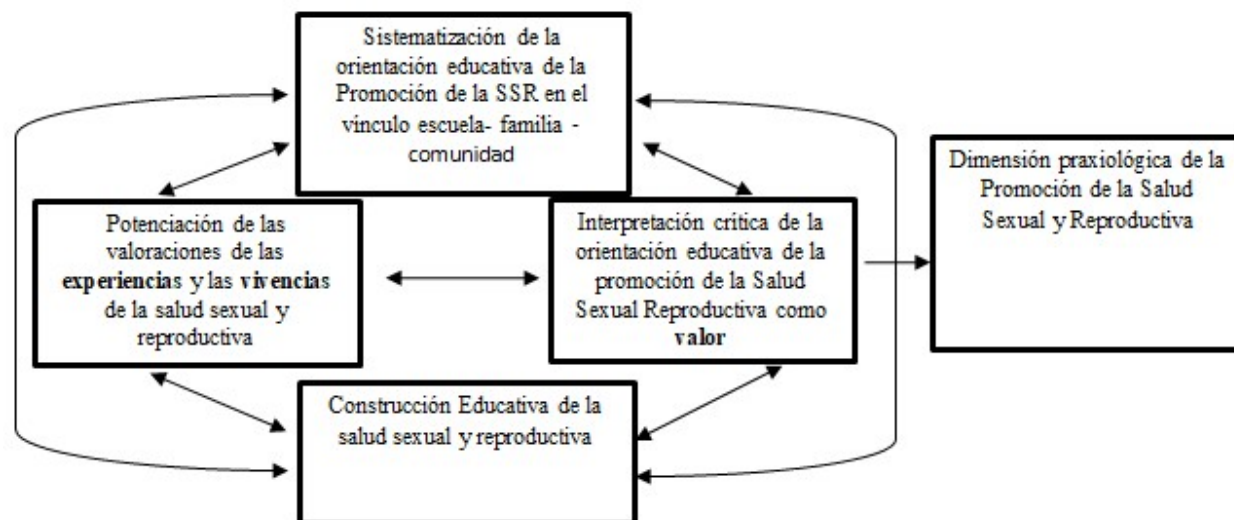 Sistematización de la
orientación educativa de la
Promoción de la SSR en el
vínculo escuela- familia -
comunidad
Potenciación de las
valoraciones de las
experiencias y las vivencias
de la salud sexual y
reproductiva
Interpretación crítica de la
orientación educativa de la
promoción de la Salud
Sexual Reproductiva como
valor
Dimensión praxiológica de la
Promoción de la Salud
Sexual y Reproductiva
Construcción Educativa de la
salud sexual y reproductiva